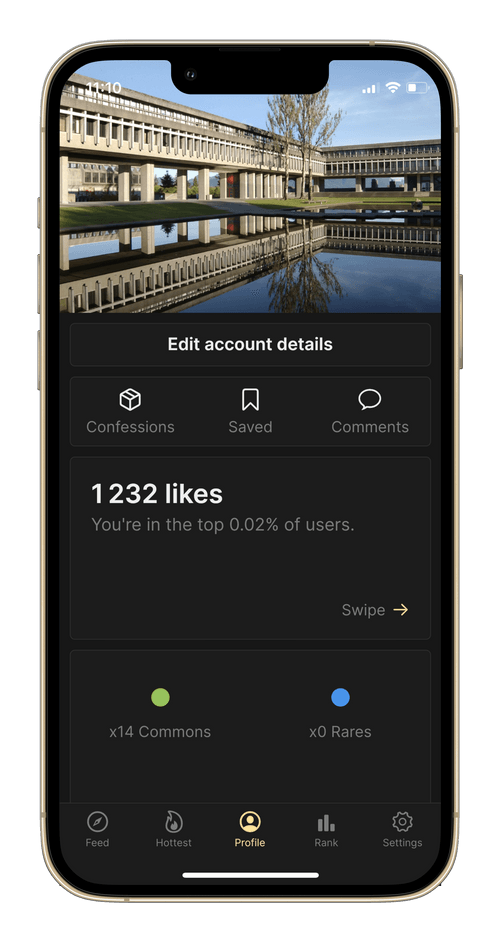 11:10
Edit account details
Confessions
Saved
Comments
1 232 likes
You're in the top 0.02% of users.
Swipe →
x14 Commons
x0 Rares
Feed
Hottest
Profile
Rank
Settings